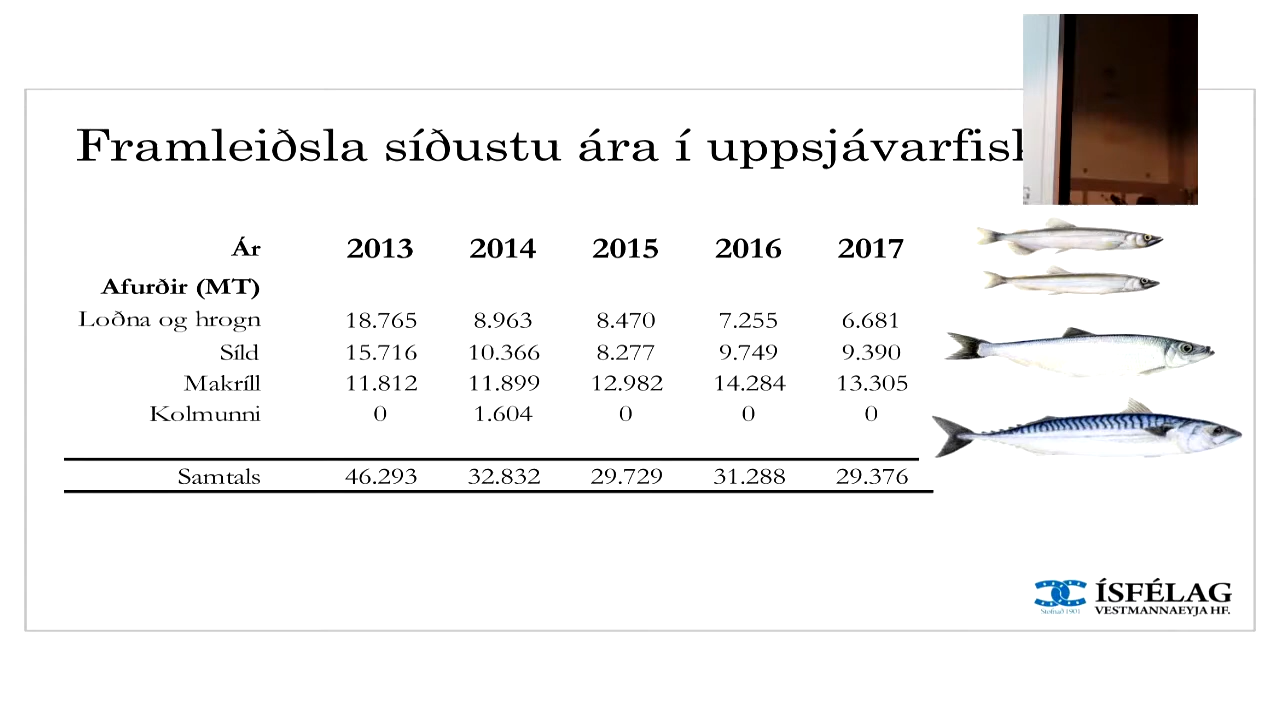 Framleiðsla síðustu ára í uppsjávarfisk
Ár 2013 2014 2015 2016 2017
Afurðir (MT)
Loðna og hrogn 18.765 8.963 8.470 7.255 6.681
Síld 15.716 10.366 8.277 9.749 9.390
Makríll 11.812 11.899 12.982 14.284 13.305
Kolmunni 0 1.604 0 0 0
Samtals 46.293 32.832 29.729 31.288 29.376
ÍSFÉLAG
VESTMANNAEYJA HF.
Stofnað 1901